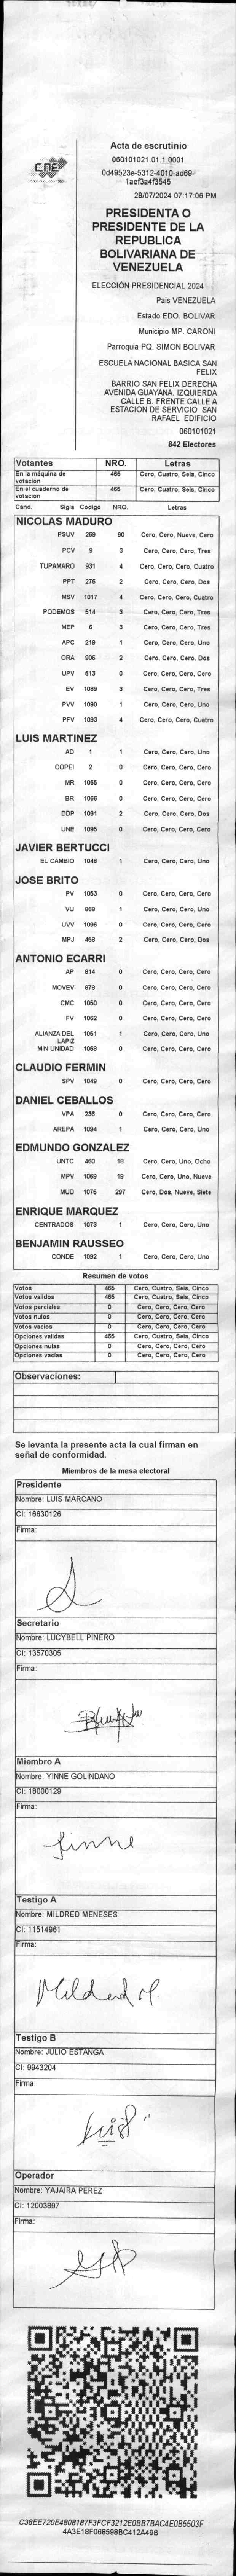 CNE
Acta de escrutinio
060101021.01.1.0001
0d49523e-5312-4010-ad69-
1aef3a4f3545
28/07/2024 07:17:06 PM
PRESIDENTA O
PRESIDENTE DE LA
REPUBLICA
BOLIVARIANA DE
VENEZUELA
ELECCIÓN PRESIDENCIAL 2024
Pais VENEZUELA
Estado EDO. BOLIVAR
Municipio MP. CARONI
Parroquia PQ. SIMON BOLIVAR
ESCUELA NACIONAL BASICA SAN
FELIX
BARRIO SAN FELIX DERECHA
AVENIDA GUAYANA. IZQUIERDA
CALLE B. FRENTE CALLE A
ESTACION DE SERVICIO SAN
RAFAEL EDIFICIO
060101021
842 Electores
Votantes NRO. Letras
En la máquina de votación 465 Cero, Cuatro, Seis, Cinco
En el cuaderno de votación 465 Cero, Cuatro, Seis, Cinco
Cand. Sigla Código NRO. Letras
NICOLAS MADURO
PSUV 269 90 Cero, Cero, Nueve, Cero
PCV 9 3 Cero, Cero, Cero, Tres
TUPAMARO 931 4 Cero, Cero, Cero, Cuatro
PPT 276 2 Cero, Cero, Cero, Dos
MSV 1017 4 Cero, Cero, Cero, Cuatro
PODEMOS 514 3 Cero, Cero, Cero, Tres
MEP 6 3 Cero, Cero, Cero, Tres
APC 219 1 Cero, Cero, Cero, Uno
ORA 906 2 Cero, Cero, Cero, Dos
UPV 513 0 Cero, Cero, Cero, Cero
EV 1089 3 Cero, Cero, Cero, Tres
PVV 1090 1 Cero, Cero, Cero, Uno
PFV 1093 4 Cero, Cero, Cero, Cuatro
LUIS MARTINEZ
AD 1 1 Cero, Cero, Cero, Uno
COPEI 2 0 Cero, Cero, Cero, Cero
MR 1065 0 Cero, Cero, Cero, Cero
BR 1066 0 Cero, Cero, Cero, Cero
DDP 1091 2 Cero, Cero, Cero, Dos
UNE 1095 0 Cero, Cero, Cero, Cero
JAVIER BERTUCCI
EL CAMBIO 1048 1 Cero, Cero, Cero, Uno
JOSE BRITO
PV 1053 0 Cero, Cero, Cero, Cero
VU 868 1 Cero, Cero, Cero, Uno
UVV 1096 0 Cero, Cero, Cero, Cero
MPJ 458 2 Cero, Cero, Cero, Dos
ANTONIO ECARRI
AP 814 0 Cero, Cero, Cero, Cero
MOVEV 878 0 Cero, Cero, Cero, Cero
CMC 1050 0 Cero, Cero, Cero, Cero
FV 1062 0 Cero, Cero, Cero, Cero
ALIANZA DEL LAPIZ 1051 1 Cero, Cero, Cero, Uno
MIN UNIDAD 1068 0 Cero, Cero, Cero, Cero
CLAUDIO FERMIN
SPV 1049 0 Cero, Cero, Cero, Cero
DANIEL CEBALLOS
VPA 236 0 Cero, Cero, Cero, Cero
AREPA 1094 1 Cero, Cero, Cero, Uno
EDMUNDO GONZALEZ
UNTC 460 18 Cero, Cero, Uno, Ocho
MPV 1069 19 Cero, Cero, Uno, Nueve
MUD 1076 297 Cero, Dos, Nueve, Siete
ENRIQUE MARQUEZ
CENTRADOS 1073 1 Cero, Cero, Cero, Uno
BENJAMIN RAUSSEO
CONDE 1092 1 Cero, Cero, Cero, Uno
Resumen de votos
Votos 465 Cero, Cuatro, Seis, Cinco
Votos validos 465 Cero, Cuatro, Seis, Cinco
Votos parciales 0 Cero, Cero, Cero, Cero
Votos nulos 0 Cero, Cero, Cero, Cero
Votos vacios 0 Cero, Cero, Cero, Cero
Opciones validas 465 Cero, Cuatro, Seis, Cinco
Opciones nulas 0 Cero, Cero, Cero, Cero
Opciones vacias 0 Cero, Cero, Cero, Cero
Observaciones:
Se levanta la presente acta la cual firman en
señal de conformidad.
Miembros de la mesa electoral
Presidente
Nombre: LUIS MARCANO
CI: 16630126
Firma:
Secretario
Nombre: LUCYBELL PIÑERO
CI: 13570305
Firma:
Miembro A
Nombre: YINNE GOLINDANO
CI: 18000129
Firma:
Yinne
Testigo A
Nombre: MILDRED MENESES
CI: 11514961
Firma:
Mildred M.
Testigo B
Nombre: JULIO ESTANGA
CI: 9943204
Firma:
Operador
Nombre: YAJAIRA PEREZ
CI: 12003897
Firma:
C38EE720E4808187F3FCF3212E0BB7BAC4E0B5503F
4A3E18F068598BC412A49B